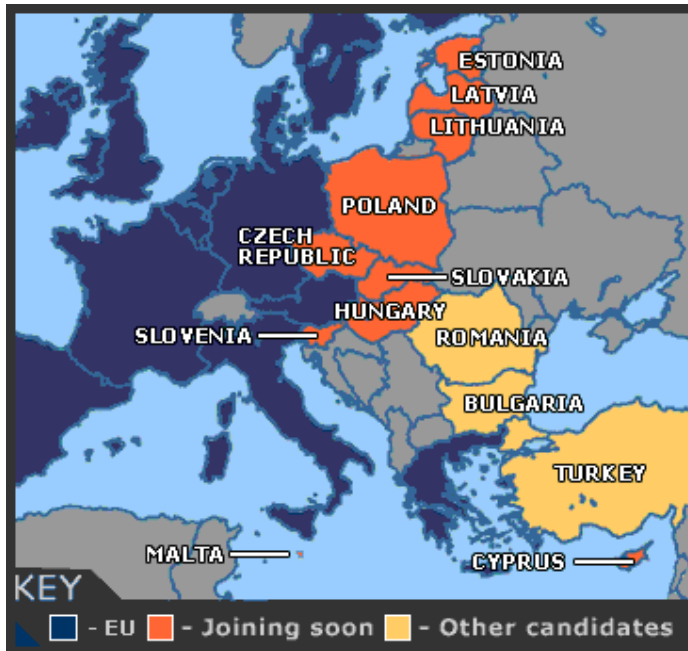 ESTONIA
LATVIA
LITHUANIA
POLAND
CZECH
REPUBLIC
SLOVAKIA
HUNGARY
SLOVENIA
ROMANIA
BULGARIA
TURKEY
MALTA
CYPRUS
KEY
- EU - Joining soon - Other candidates